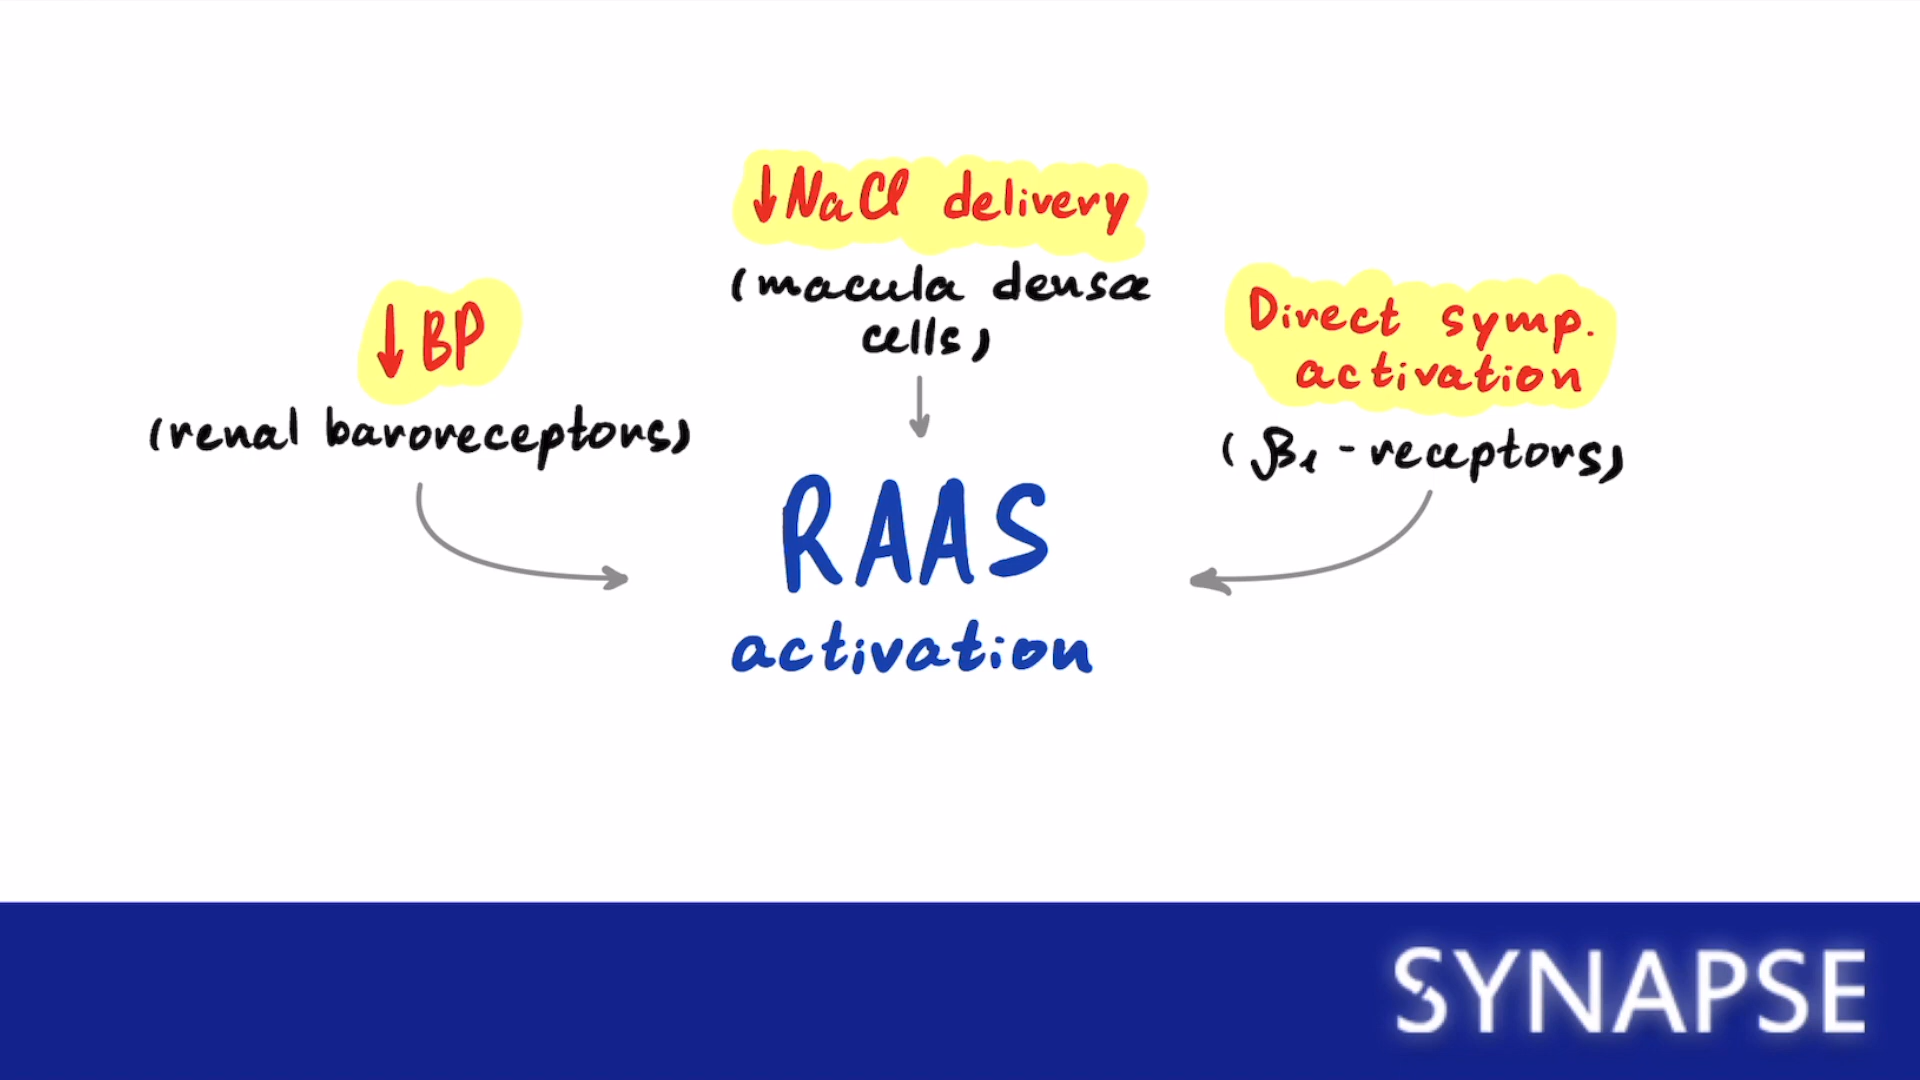 ↓ BP
(renal baroreceptors)
↓ NaCl delivery
(macula densa
cells)
Direct symp.
activation
(β₁-receptors)
RAAS
activation
SYNAPSE